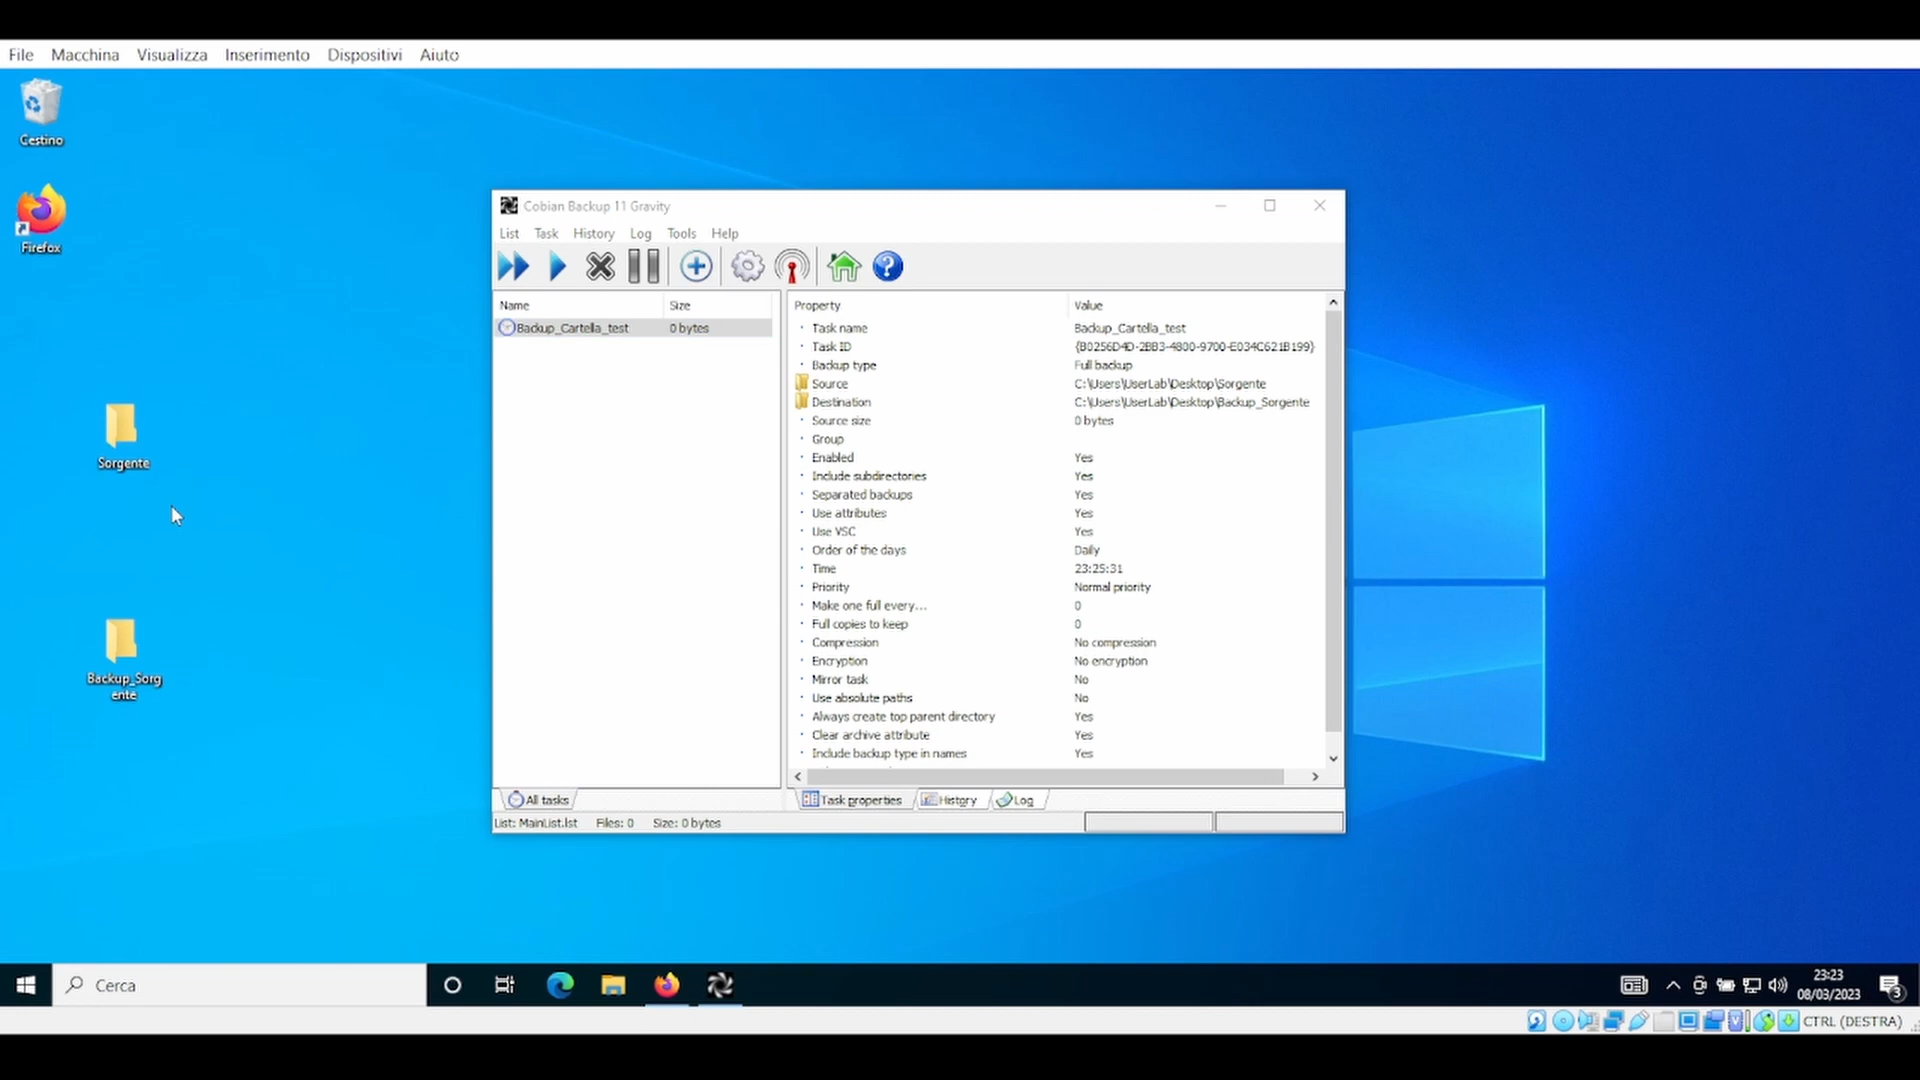 File Macchina Visualizza Inserimento Dispositivi Aiuto
Cestino
Firefox
Sorgente
Backup_Sorg
ente
Cobian Backup 11 Gravity
List Task History Log Tools Help
Name Size
Backup_Cartella_test 0 bytes
Property Value
Task name Backup_Cartella_test
Task ID {B0256D4D-2BB3-4800-9700-E034C621B199}
Backup type Full backup
Source C:\Users\UserLab\Desktop\Sorgente
Destination C:\Users\UserLab\Desktop\Backup_Sorgente
Source size 0 bytes
Group
Enabled Yes
Include subdirectories Yes
Separated backups Yes
Use attributes Yes
Use VSC Yes
Order of the days Daily
Time 23:25:31
Priority Normal priority
Make one full every... 0
Full copies to keep 0
Compression No compression
Encryption No encryption
Mirror task No
Use absolute paths No
Always create top parent directory Yes
Clear archive attribute Yes
Include backup type in names Yes
All tasks
Task properties History Log
List: MainList.lst Files: 0 Size: 0 bytes
Cerca
23:23
08/03/2023
3
CTRL (DESTRA)